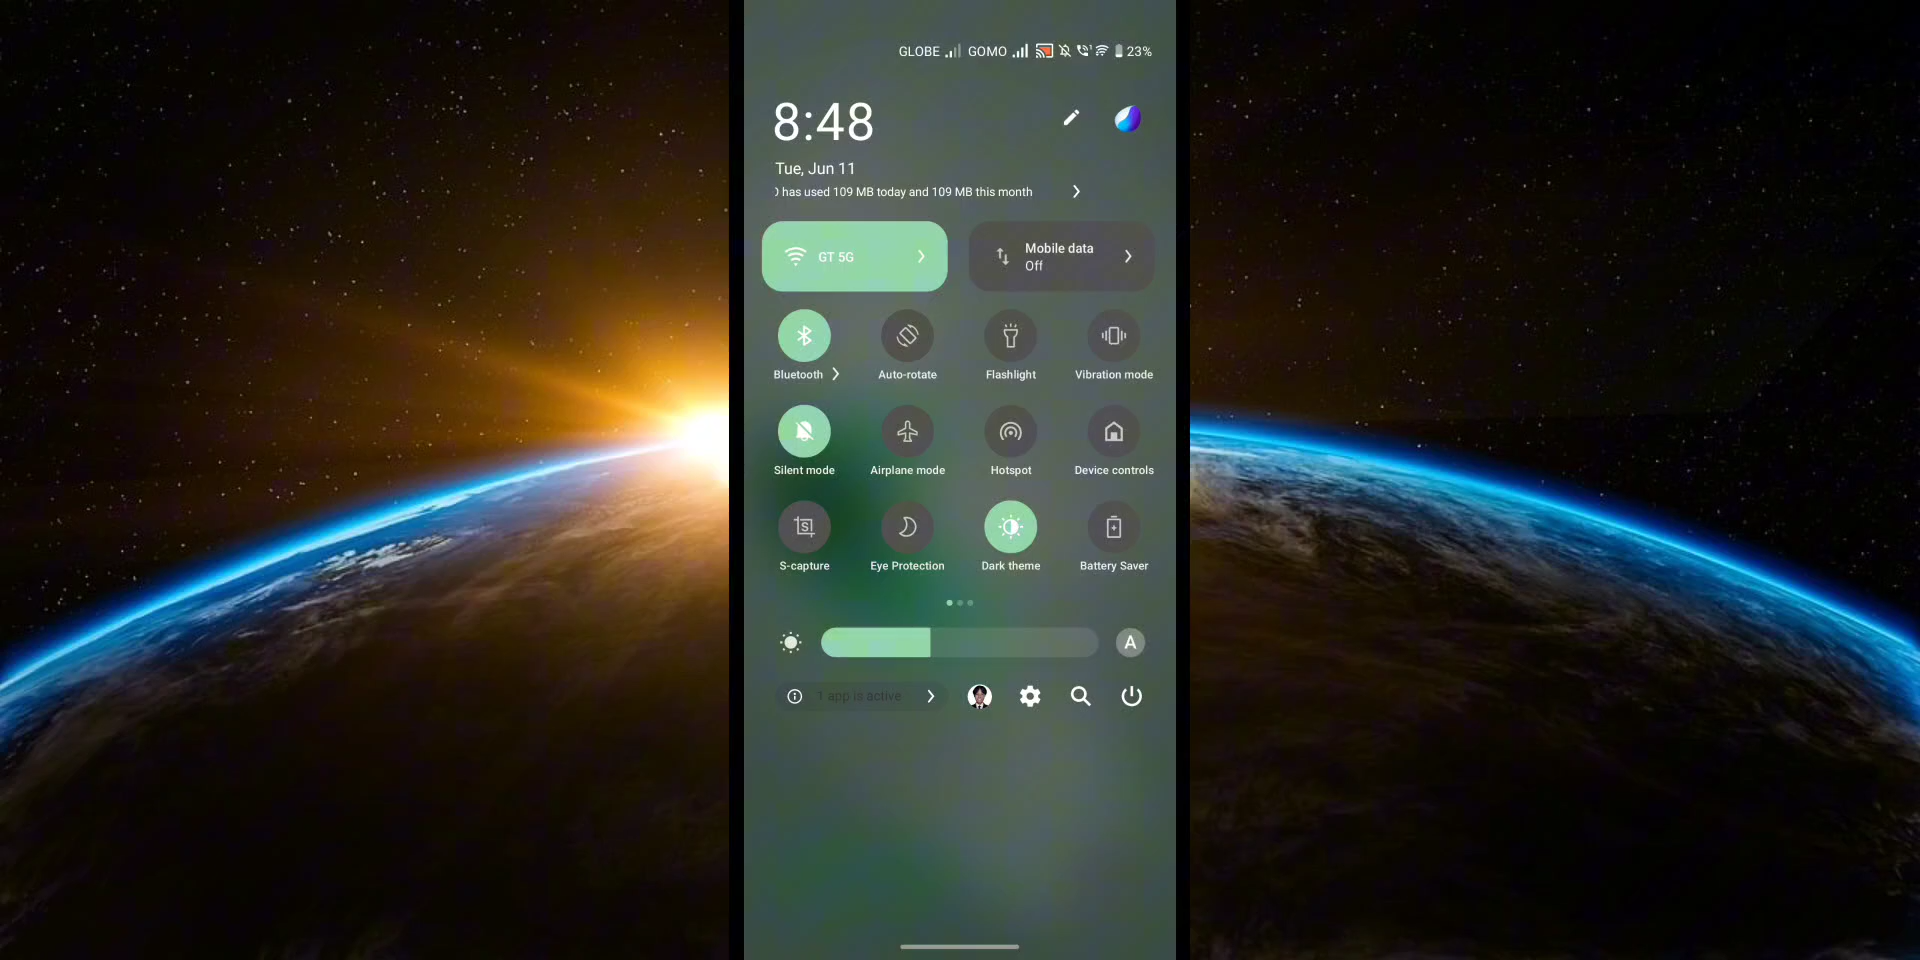 GLOBE GOMO 23%
8:48
Tue, Jun 11
has used 109 MB today and 109 MB this month
GT 5G
Mobile data
Off
Bluetooth Auto-rotate Flashlight Vibration mode
Silent mode Airplane mode Hotspot Device controls
S
S-capture Eye Protection Dark theme Battery Saver
A
1 app is active